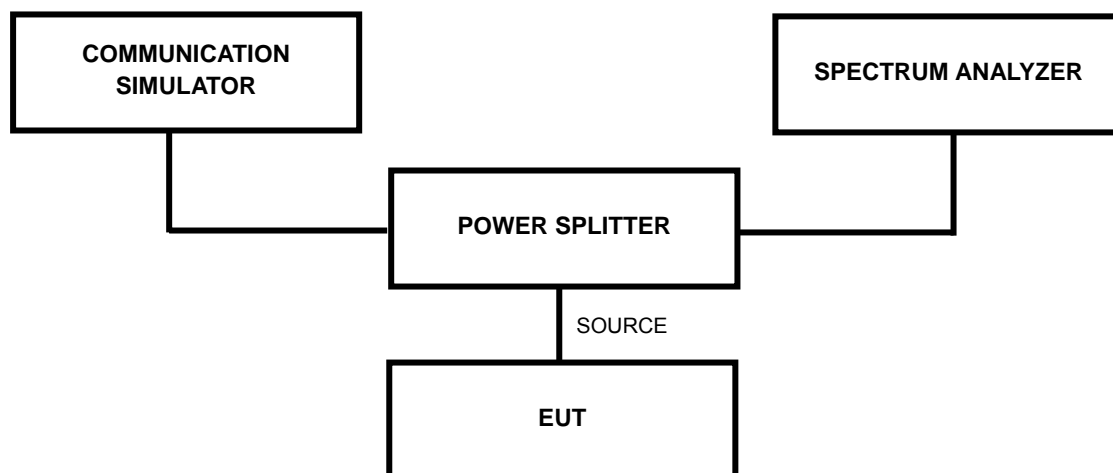 COMMUNICATION
SIMULATOR
SPECTRUM ANALYZER
POWER SPLITTER
SOURCE
EUT